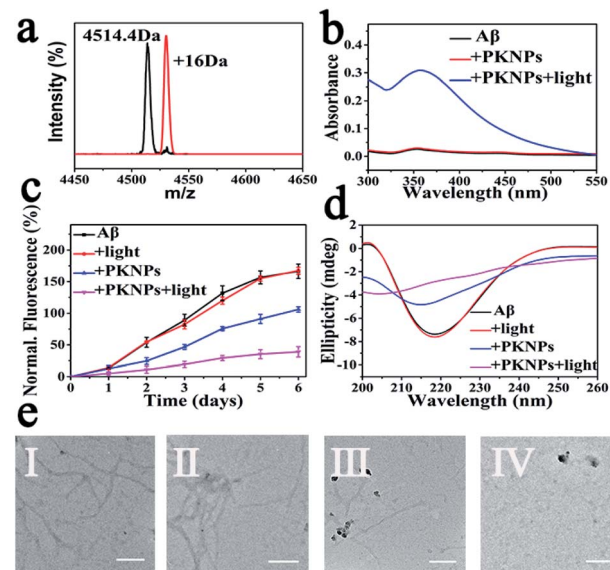 a
4514.4Da
+16Da
Intensity (%)
4450 4500 4550 4600 4650
m/z
b
Aβ
+PKNPs
+PKNPs+light
Absorbance
0.4
0.3
0.2
0.1
0.0
300 350 400 450 500 550
Wavelength (nm)
c
Aβ
+light
+PKNPs
+PKNPs+light
Normal. Fluorescence (%)
200
150
100
50
0
0 1 2 3 4 5 6
Time (days)
d
Ellipticity (mdeg)
2
0
-2
-4
-6
-8
-10
Aβ
+light
+PKNPs
+PKNPs+light
200 210 220 230 240 250 260
Wavelength (nm)
e
I
II
III
IV